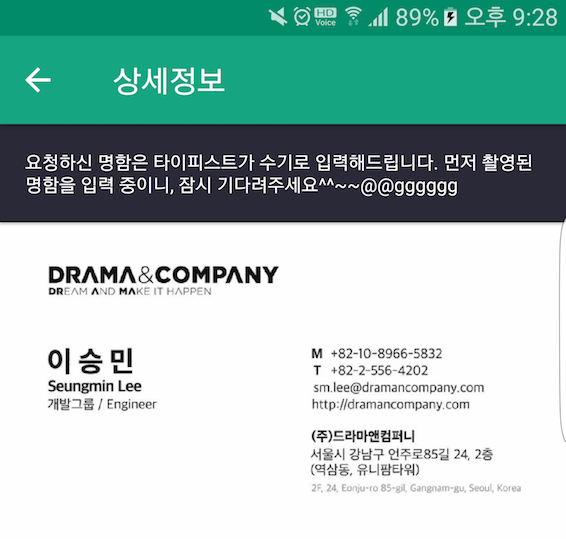 HD Voice 89% 오후 9:28
상세정보
요청하신 명함은 타이피스트가 수기로 입력해드립니다. 먼저 촬영된
명함을 입력 중이니, 잠시 기다려주세요^^~~@@gggggg
DRAMA&COMPANY
DREAM AND MAKE IT HAPPEN
이승민
Seungmin Lee
개발그룹 / Engineer
M +82-10-8966-5832
T +82-2-556-4202
sm.lee@dramancompany.com
http://dramancompany.com
(주)드라마앤컴퍼니
서울시 강남구 언주로85길 24, 2층
(역삼동, 유니팜타워)
2F, 24, Eonju-ro 85-gil, Gangnam-gu, Seoul, Korea